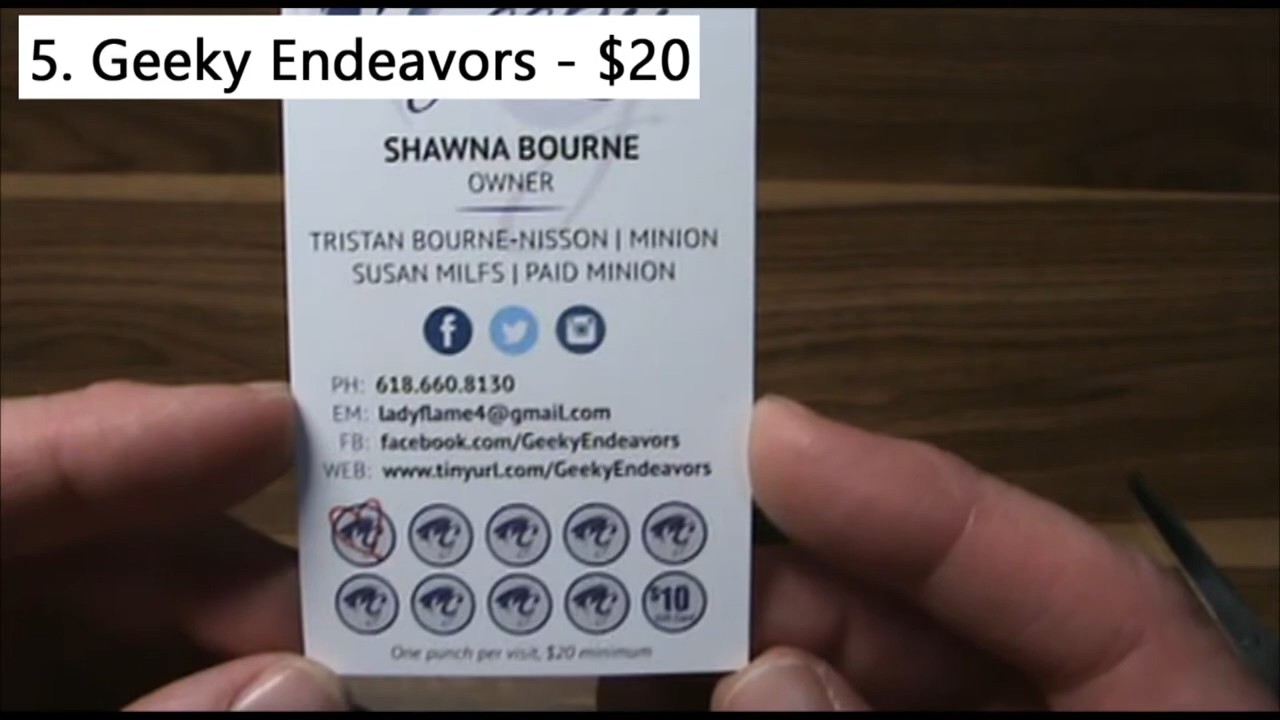 5. Geeky Endeavors - $20
SHAWNA BOURNE
OWNER
TRISTAN BOURNE-NISSON | MINION
SUSAN MILFS | PAID MINION
PH: 618.660.8130
EM: ladyflame4@gmail.com
FB: facebook.com/GeekyEndeavors
WEB: www.tinyurl.com/GeekyEndeavors
$10
One punch per visit, $20 minimum